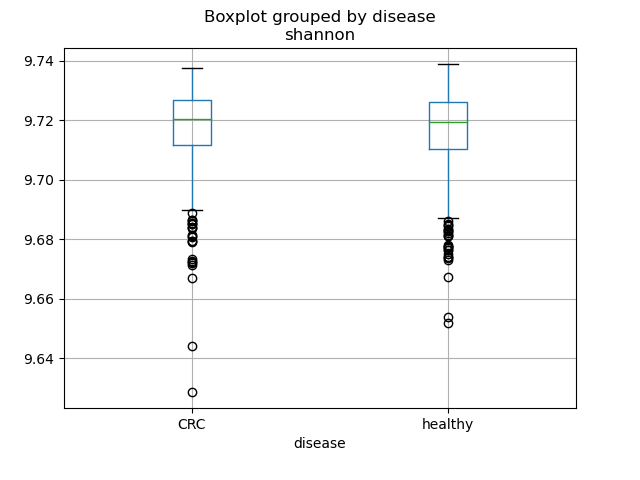 Boxplot grouped by disease
shannon
9.74
9.72
9.70
9.68
9.66
9.64
CRC healthy
disease